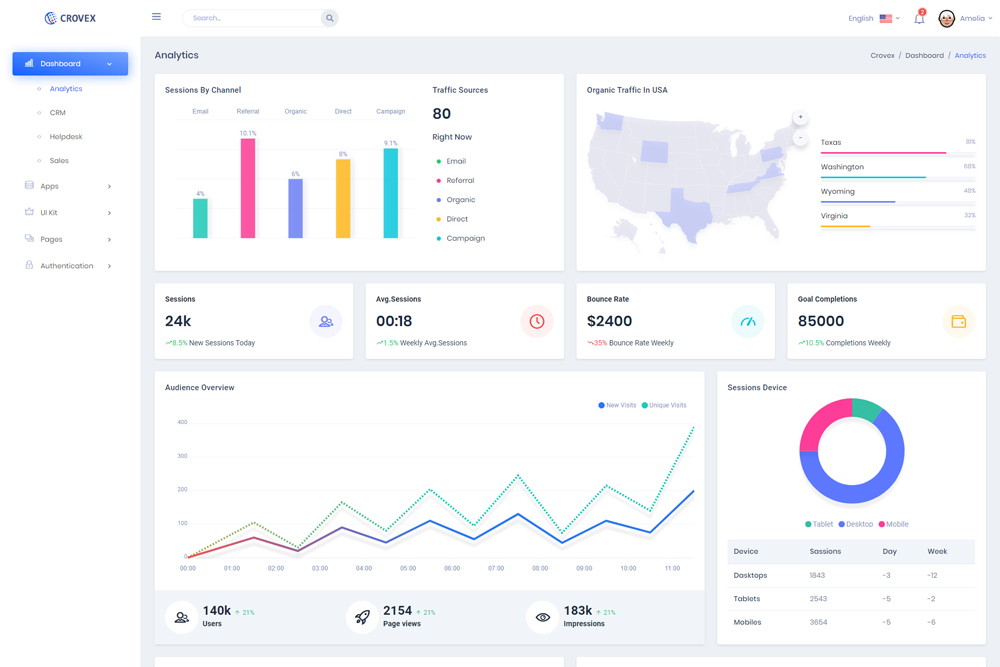 CROVEX
Search...
English
2
Amelia
Dashboard
Analytics
CRM
Helpdesk
Sales
Apps
UI Kit
Pages
Authentication
Analytics
Crovex / Dashboard / Analytics
Sessions By Channel
Email Referral Organic Direct Campaign
4%
10.1%
6%
8%
9.1%
Traffic Sources
80
Right Now
Email
Referral
Organic
Direct
Campaign
Organic Traffic In USA
+
-
Texas 81%
Washington 68%
Wyoming 48%
Virginia 32%
Sessions
24k
8.5% New Sessions Today
Avg.Sessions
00:18
1.5% Weekly Avg.Sessions
Bounce Rate
$2400
35% Bounce Rate Weekly
Goal Completions
85000
10.5% Completions Weekly
Audience Overview
New Visits Unique Visits
400
300
200
100
0
00:00 01:00 02:00 03:00 04:00 05:00 06:00 07:00 08:00 09:00 10:00 11:00
140k ↑ 21%
Users
2154 ↑ 21%
Page views
183k ↑ 21%
Impressions
Sessions Device
Tablet Desktop Mobile
Device Sassions Day Week
Dasktops 1843 -3 -12
Tablets 2543 -5 -2
Mobiles 3654 -5 -6